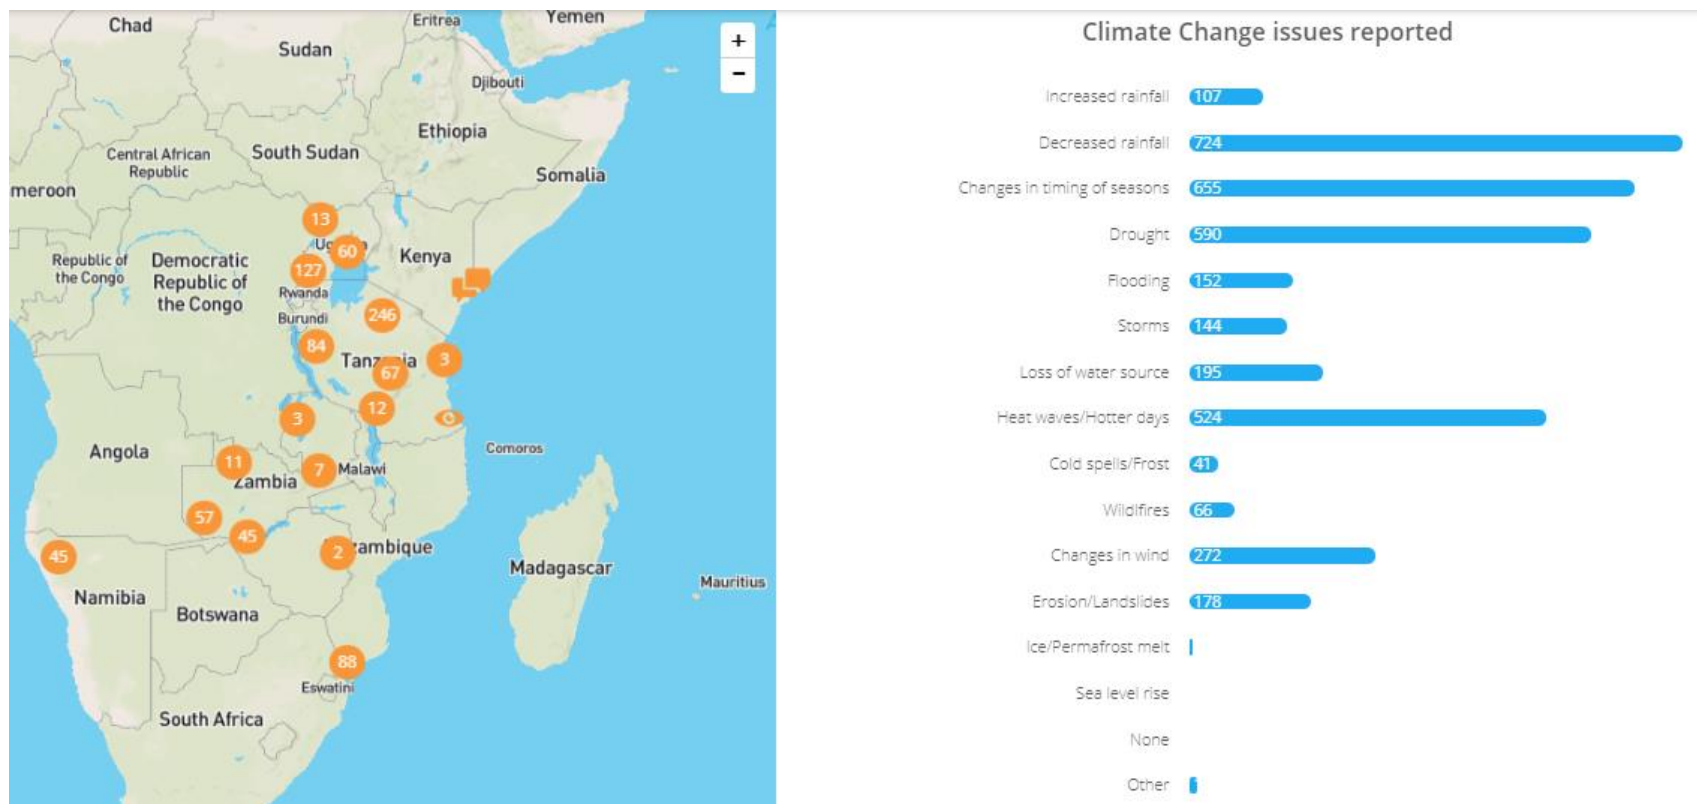 Chad
Eritrea
Yemen
Sudan
Djibouti
Ethiopia
Central African
Republic
South Sudan
meroon
Somalia
13
60
Republic of
the Congo
Democratic
Republic of
the Congo
127
Kenya
Rwanda
Burundi
246
84
3
67
12
3
Angola
Comoros
11
7
Malawi
Zambia
57
45
45
2
Madagascar
Mauritius
Namibia
Botswana
88
Eswatini
South Africa
+
−
Climate Change issues reported
Increased rainfall 107
Decreased rainfall 724
Changes in timing of seasons 655
Drought 590
Flooding 152
Storms 144
Loss of water source 195
Heat waves/Hotter days 524
Cold spells/Frost 41
Wildlfires 66
Changes in wind 272
Erosion/Landslides 178
Ice/Permafrost melt
Sea level rise
None
Other